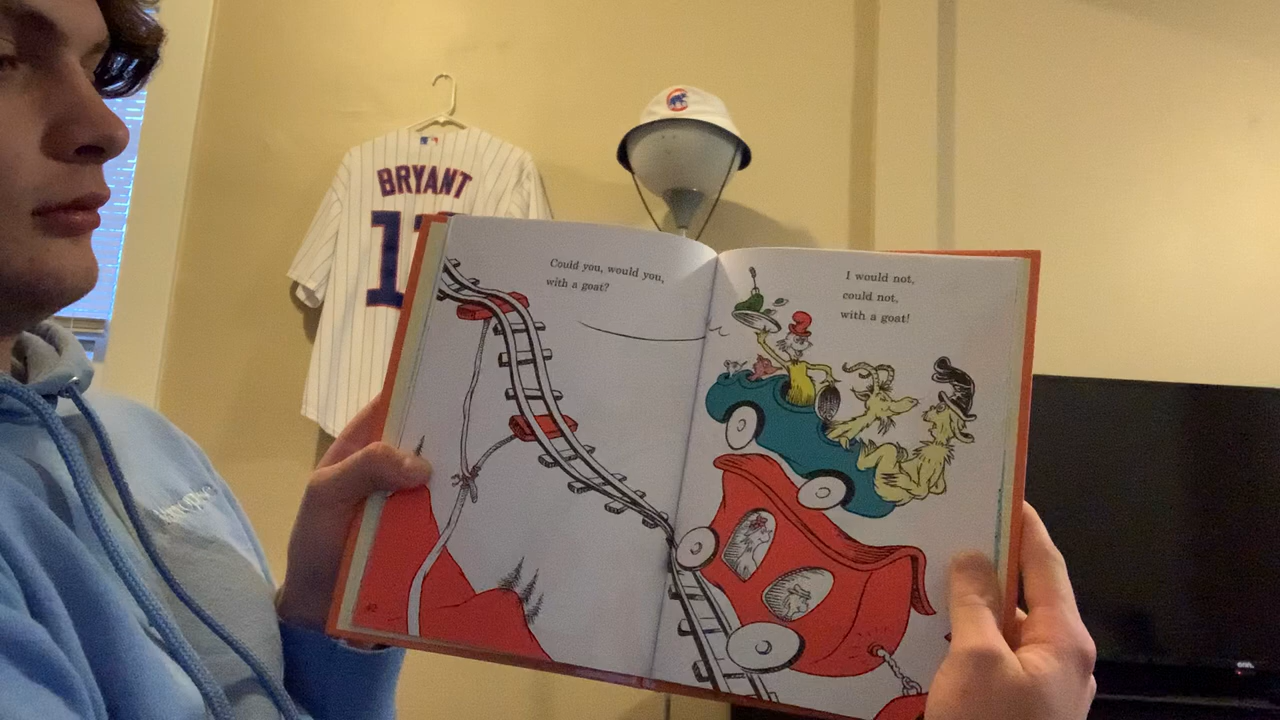 BRYANT
Could you, would you,
with a goat?
I would not,
could not,
with a goat!